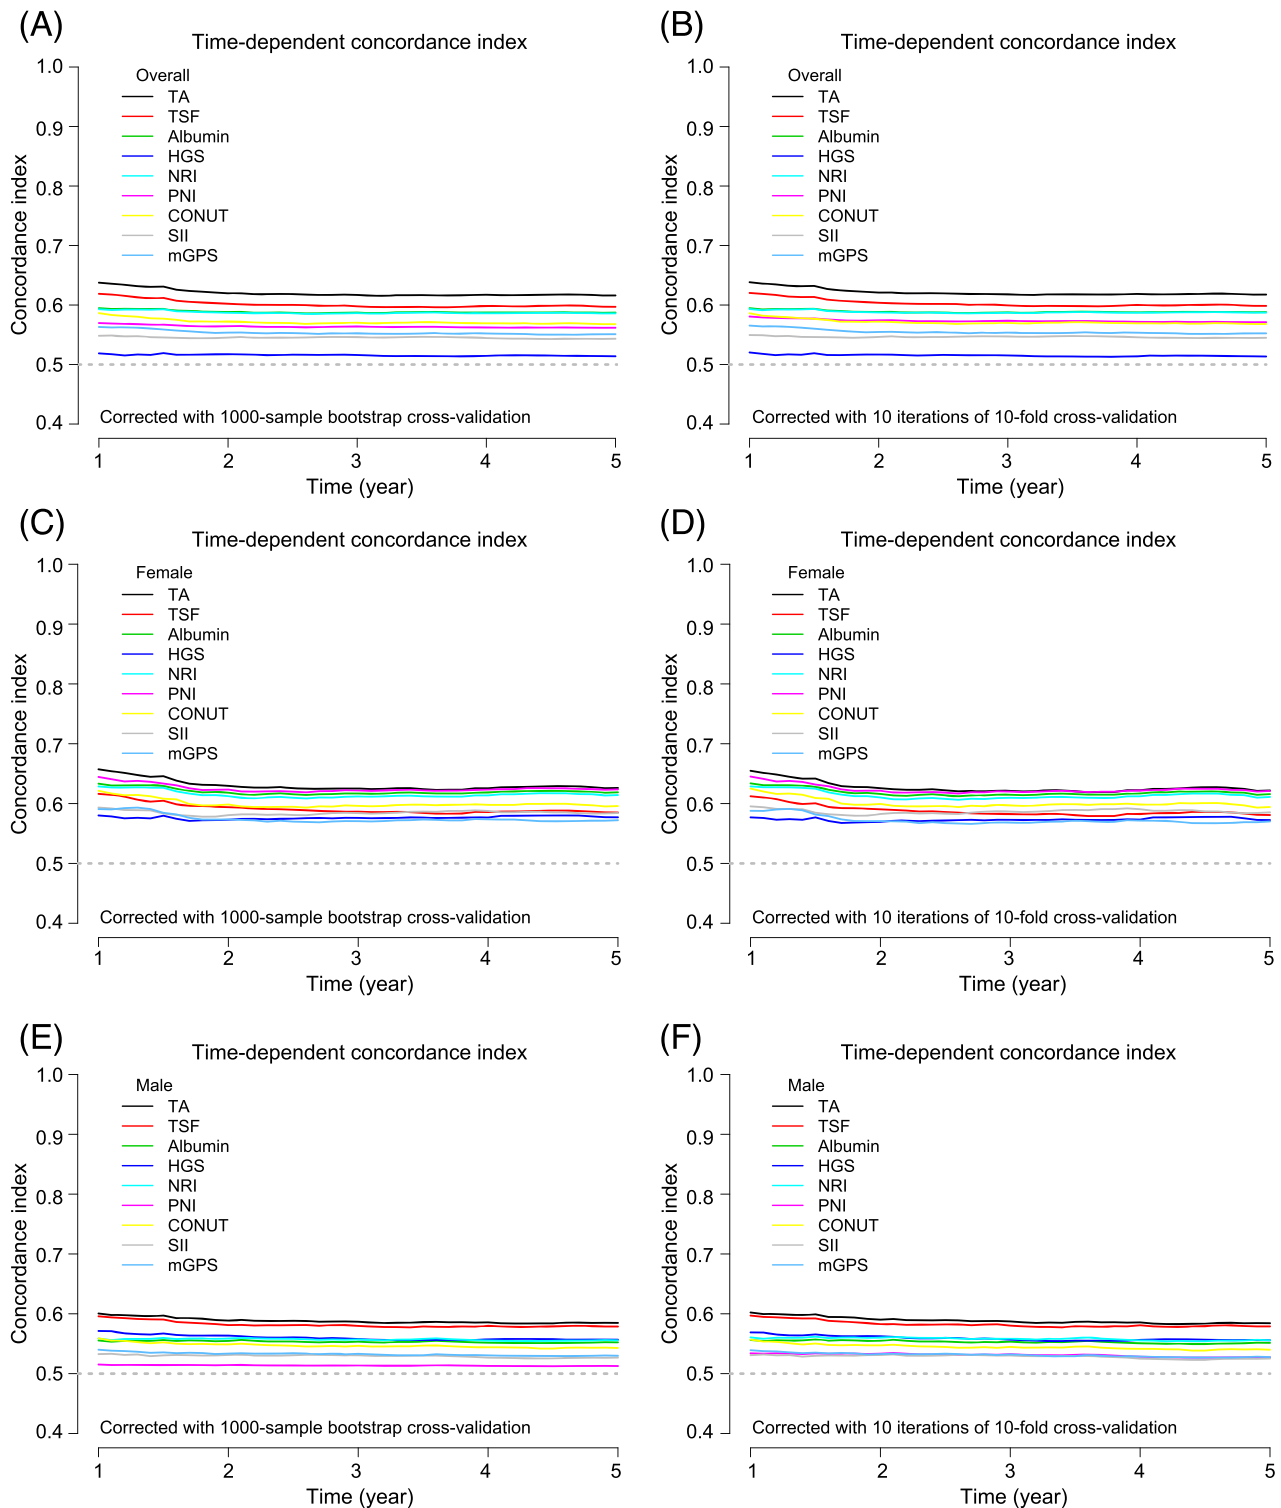 (A)
Time-dependent concordance index
Concordance index
1.0
0.9
0.8
0.7
0.6
0.5
0.4
Overall
TA
TSF
Albumin
HGS
NRI
PNI
CONUT
SII
mGPS
Corrected with 1000-sample bootstrap cross-validation
1 2 3 4 5
Time (year)
(B)
Time-dependent concordance index
Concordance index
1.0
0.9
0.8
0.7
0.6
0.5
0.4
Overall
TA
TSF
Albumin
HGS
NRI
PNI
CONUT
SII
mGPS
Corrected with 10 iterations of 10-fold cross-validation
1 2 3 4 5
Time (year)
(C)
Time-dependent concordance index
Concordance index
1.0
0.9
0.8
0.7
0.6
0.5
0.4
Female
TA
TSF
Albumin
HGS
NRI
PNI
CONUT
SII
mGPS
Corrected with 1000-sample bootstrap cross-validation
1 2 3 4 5
Time (year)
(D)
Time-dependent concordance index
Concordance index
1.0
0.9
0.8
0.7
0.6
0.5
0.4
Female
TA
TSF
Albumin
HGS
NRI
PNI
CONUT
SII
mGPS
Corrected with 10 iterations of 10-fold cross-validation
1 2 3 4 5
Time (year)
(E)
Time-dependent concordance index
Concordance index
1.0
0.9
0.8
0.7
0.6
0.5
0.4
Male
TA
TSF
Albumin
HGS
NRI
PNI
CONUT
SII
mGPS
Corrected with 1000-sample bootstrap cross-validation
1 2 3 4 5
Time (year)
(F)
Time-dependent concordance index
Concordance index
1.0
0.9
0.8
0.7
0.6
0.5
0.4
Male
TA
TSF
Albumin
HGS
NRI
PNI
CONUT
SII
mGPS
Corrected with 10 iterations of 10-fold cross-validation
1 2 3 4 5
Time (year)